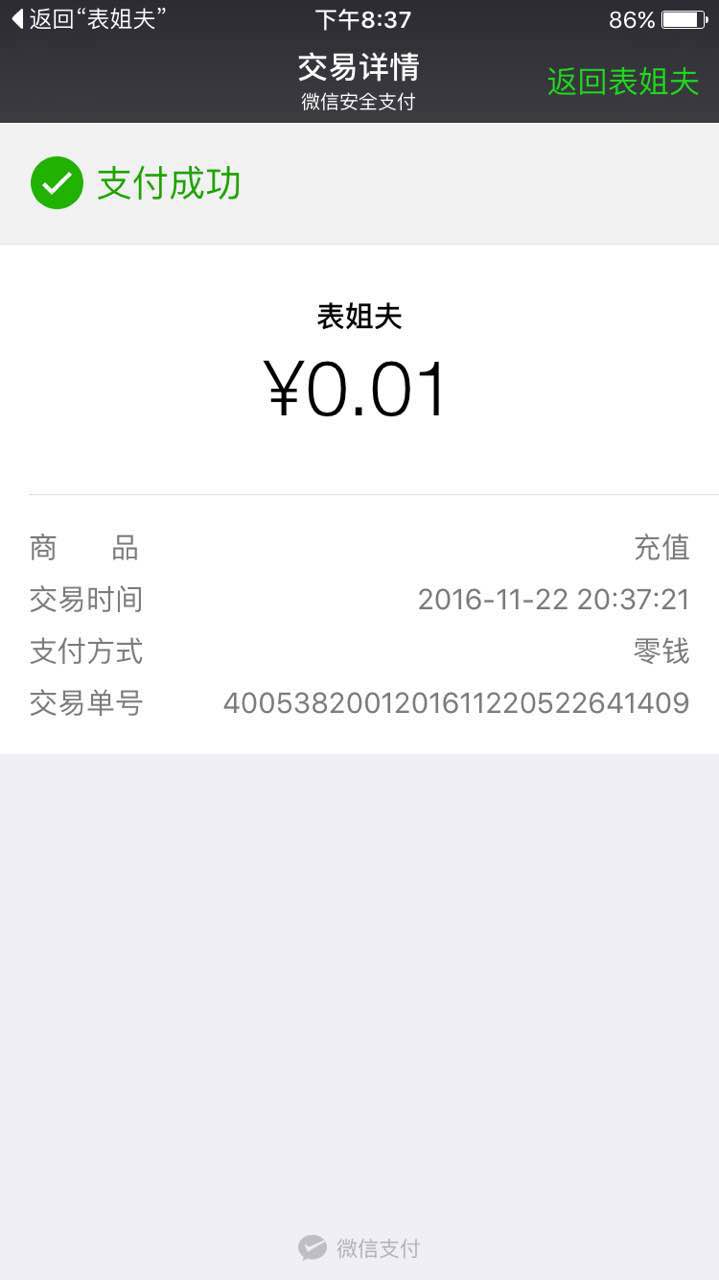 返回“表姐夫” 下午8:37 86%
交易详情
微信安全支付
返回表姐夫
支付成功
表姐夫
¥0.01
商 品 充值
交易时间 2016-11-22 20:37:21
支付方式 零钱
交易单号 4005382001201611220522641409
微信支付